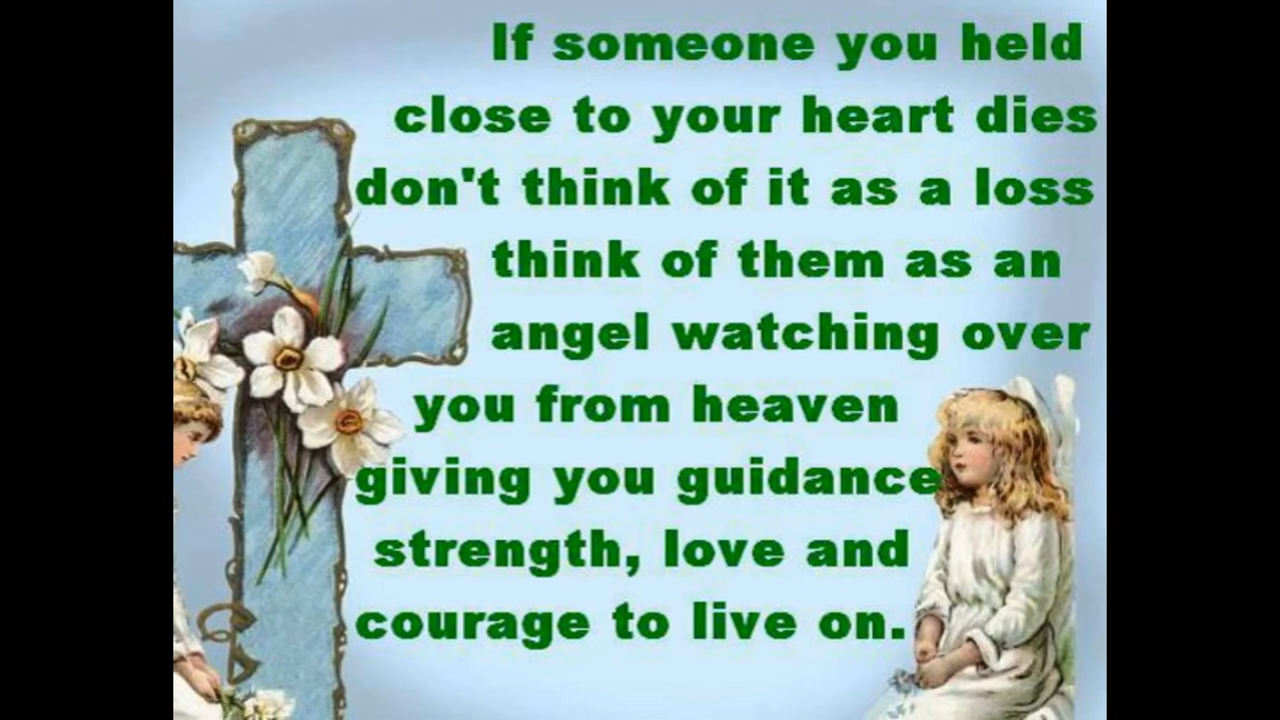 If someone you held
close to your heart dies
don't think of it as a loss
think of them as an
angel watching over
you from heaven
giving you guidance
strength, love and
courage to live on.